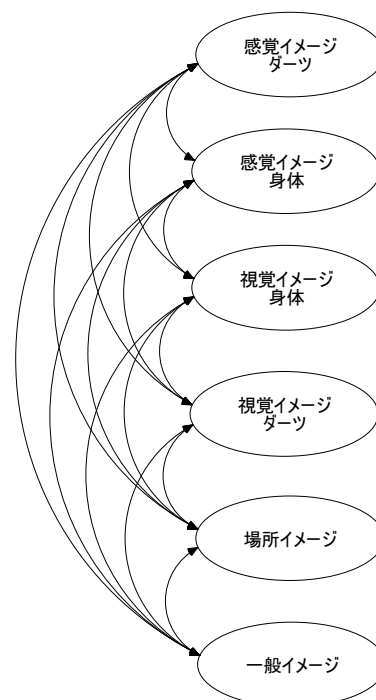 感覚イメージ
ダーツ
感覚イメージ
身体
視覚イメージ
身体
視覚イメージ
ダーツ
場所イメージ
一般イメージ